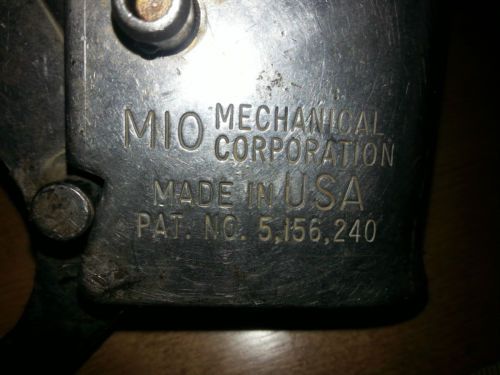 MIO MECHANICAL
CORPORATION
MADE IN USA
PAT. NO. 5,156,240